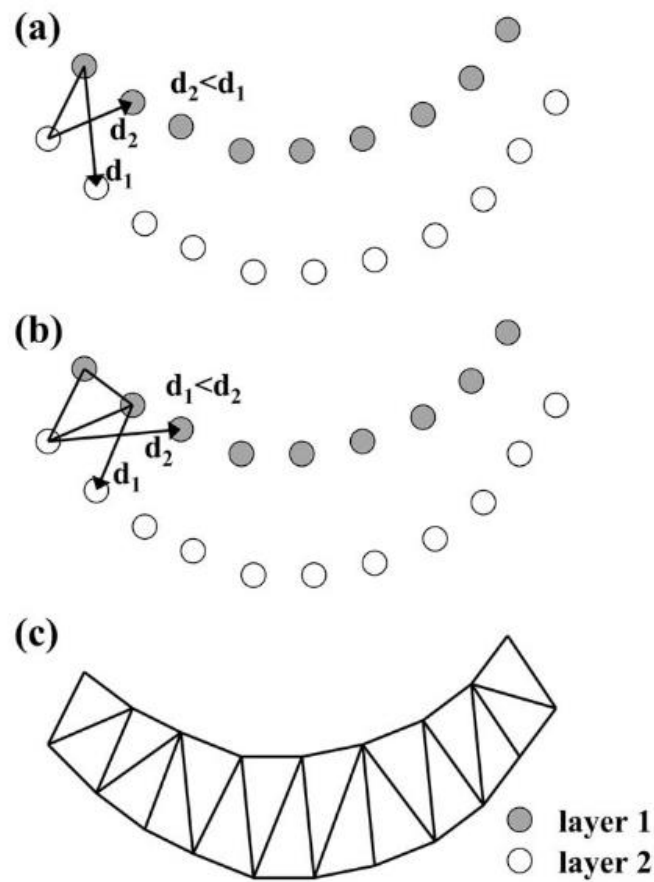 (a)
d₂<d₁
d₂
d₁
(b)
d₁<d₂
d₂
d₁
(c)
layer 1
layer 2